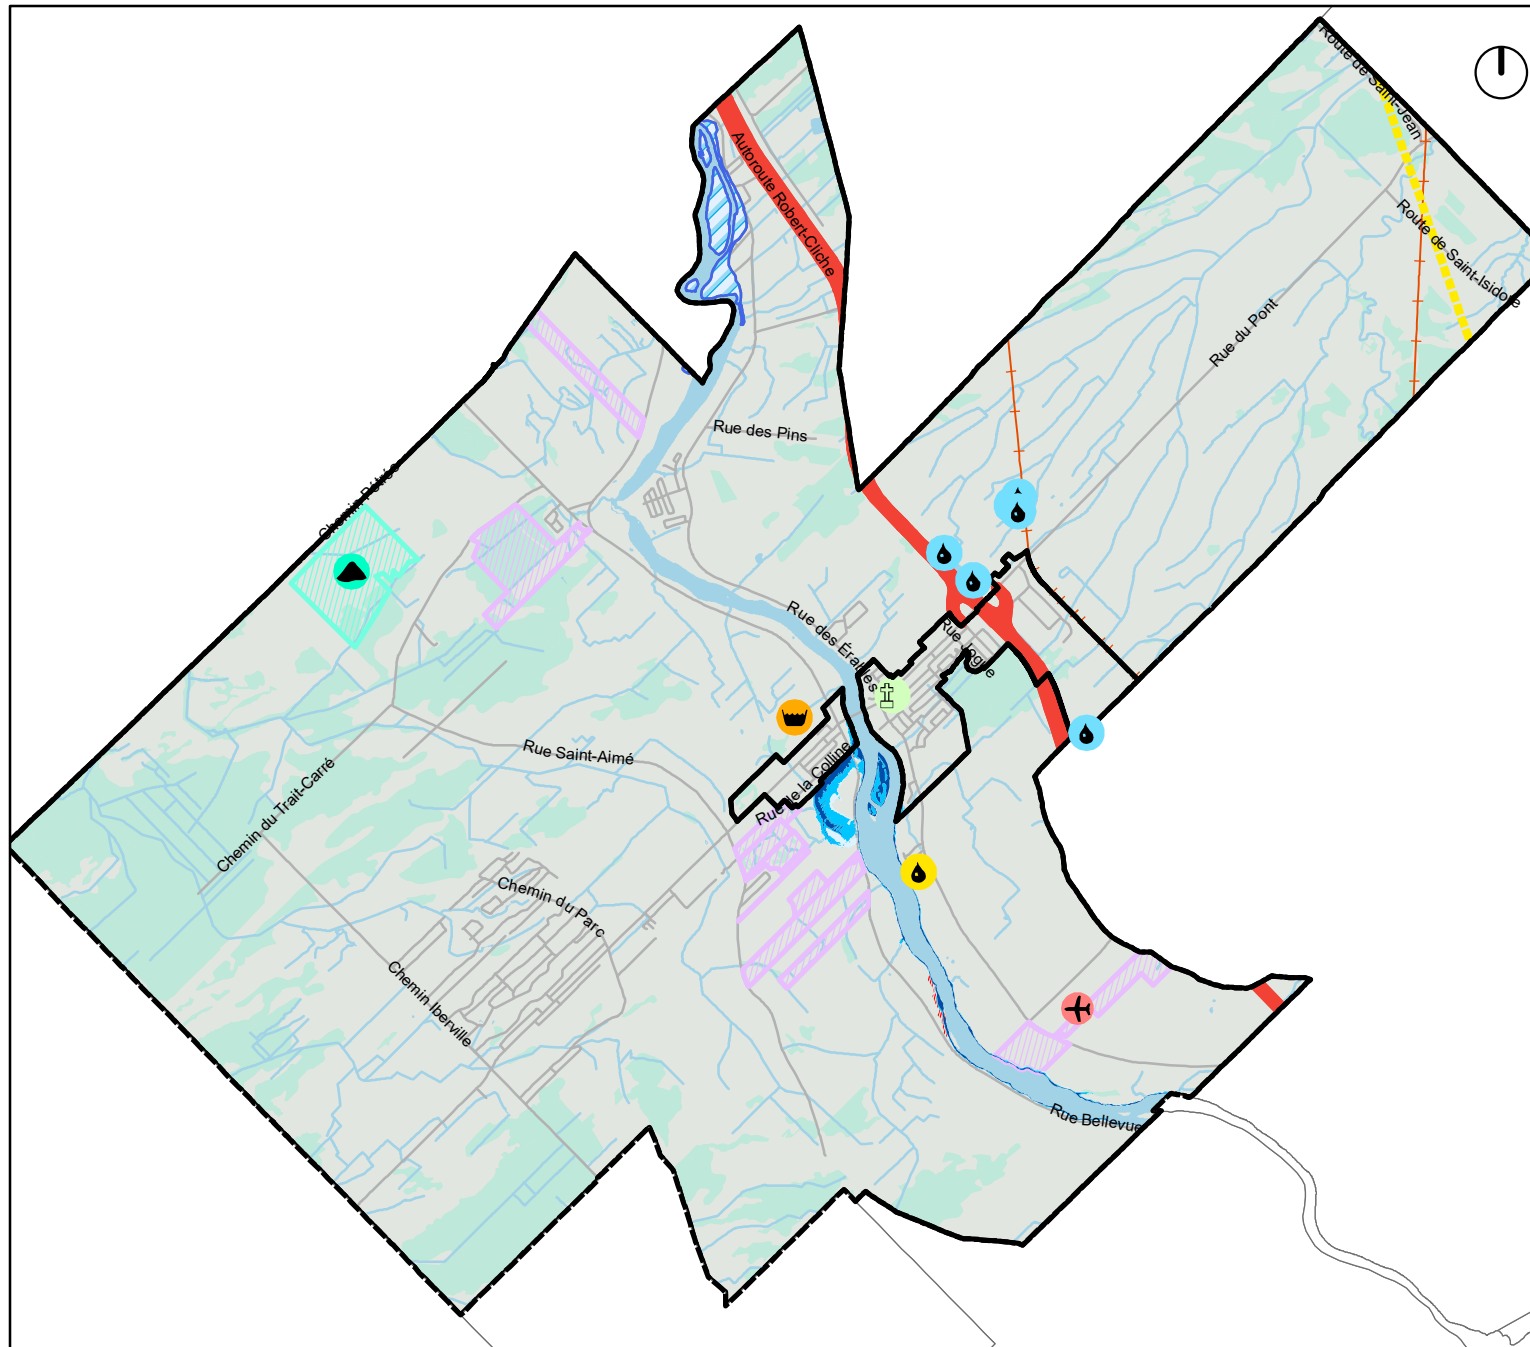 Route de Saint-Jean
Autoroute Robert-Cliche
Route de Saint-Isidore
Rue du Pont
Rue des Pins
Chemin Pétrée
Rue des Érables
Rue de la Colline
Rue Saint-Aimé
Chemin du Trait-Carré
Chemin du Parc
Chemin Iberville
Rue Bellevue